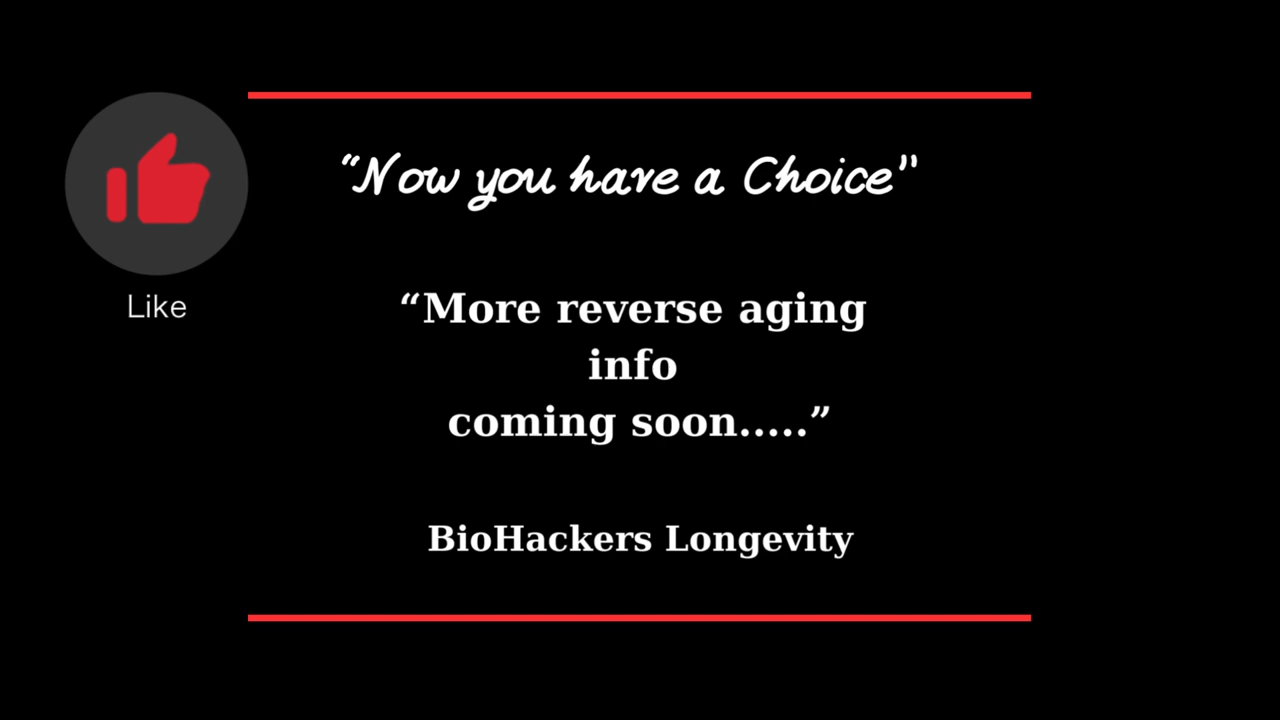 “Now you have a Choice"
Like
“More reverse aging
info
coming soon.....”
BioHackers Longevity